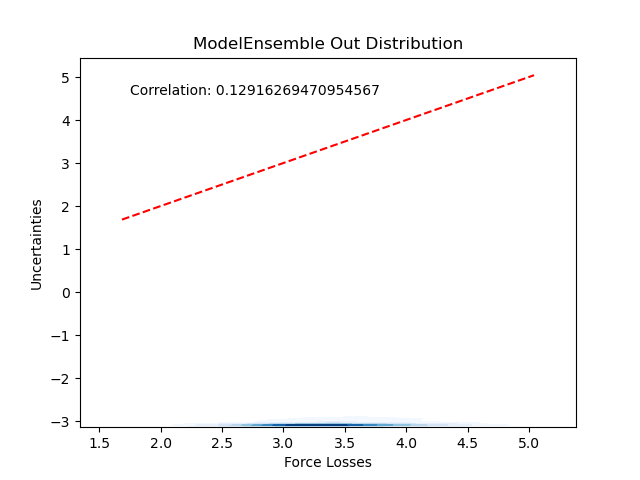 ModelEnsemble Out Distribution
Correlation: 0.12916269470954567
Uncertainties
5
4
3
2
1
0
−1
−2
−3
1.5 2.0 2.5 3.0 3.5 4.0 4.5 5.0
Force Losses